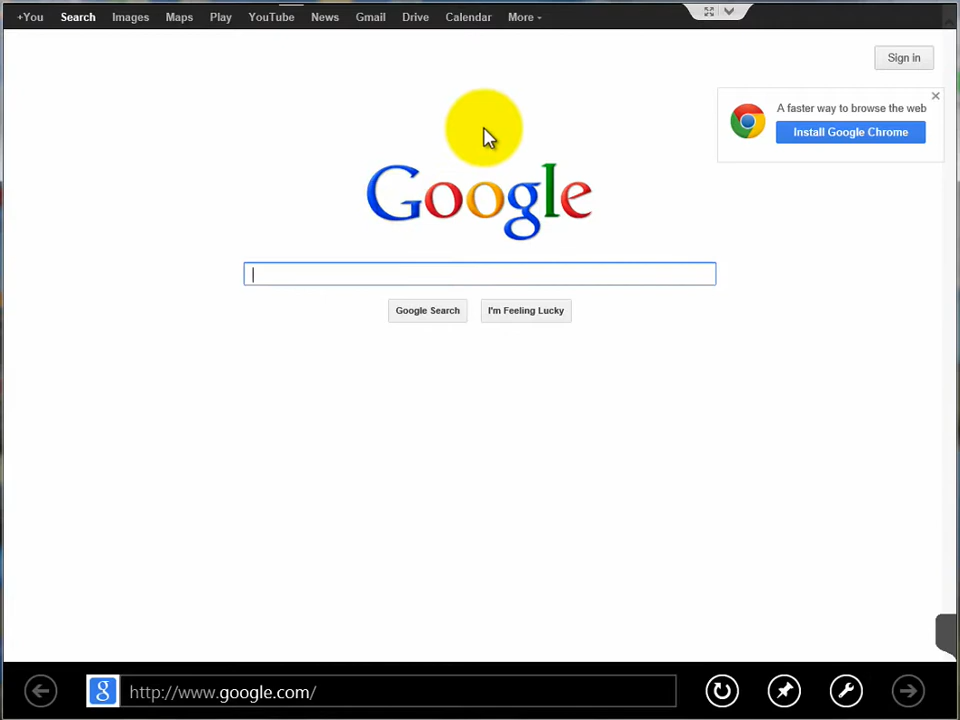 +You Search Images Maps Play YouTube News Gmail Drive Calendar More
Sign in
A faster way to browse the web
Install Google Chrome
Google
Google Search I'm Feeling Lucky
g http://www.google.com/